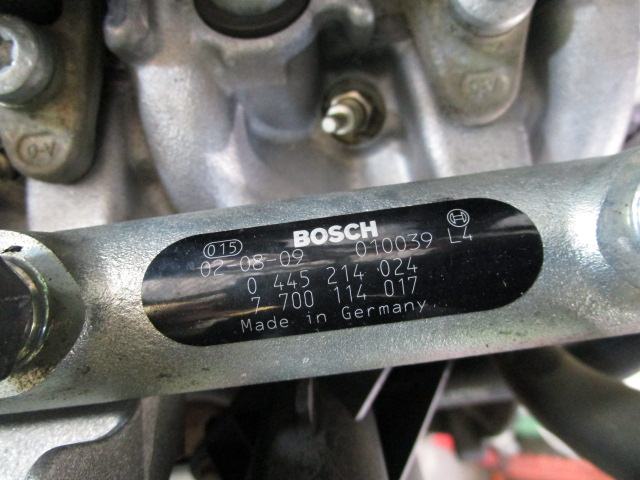 015 BOSCH
02-08-09 010039 L4
0 445 214 024
7 700 114 017
Made in Germany
G-V
G-V